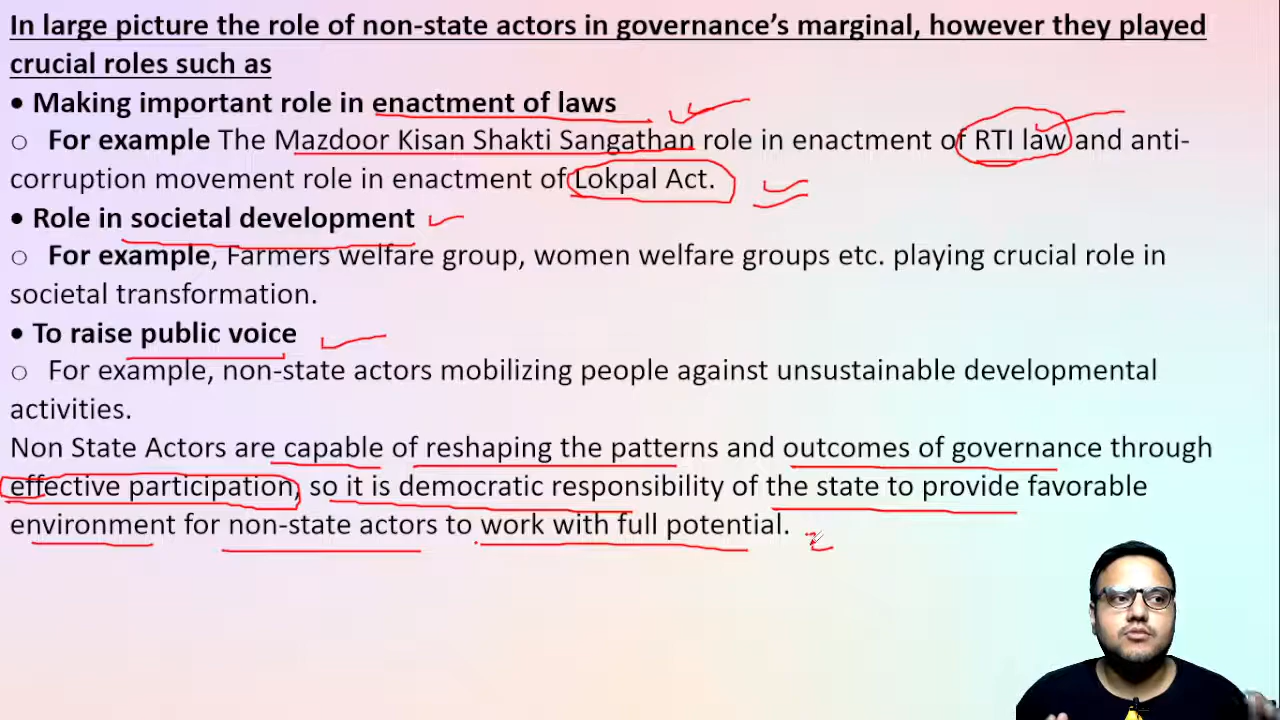 In large picture the role of non-state actors in governance’s marginal, however they played
crucial roles such as
• Making important role in enactment of laws
○ For example The Mazdoor Kisan Shakti Sangathan role in enactment of RTI law and anti-
corruption movement role in enactment of Lokpal Act.
• Role in societal development
○ For example, Farmers welfare group, women welfare groups etc. playing crucial role in
societal transformation.
• To raise public voice
○ For example, non-state actors mobilizing people against unsustainable developmental
activities.
Non State Actors are capable of reshaping the patterns and outcomes of governance through
effective participation, so it is democratic responsibility of the state to provide favorable
environment for non-state actors to work with full potential.